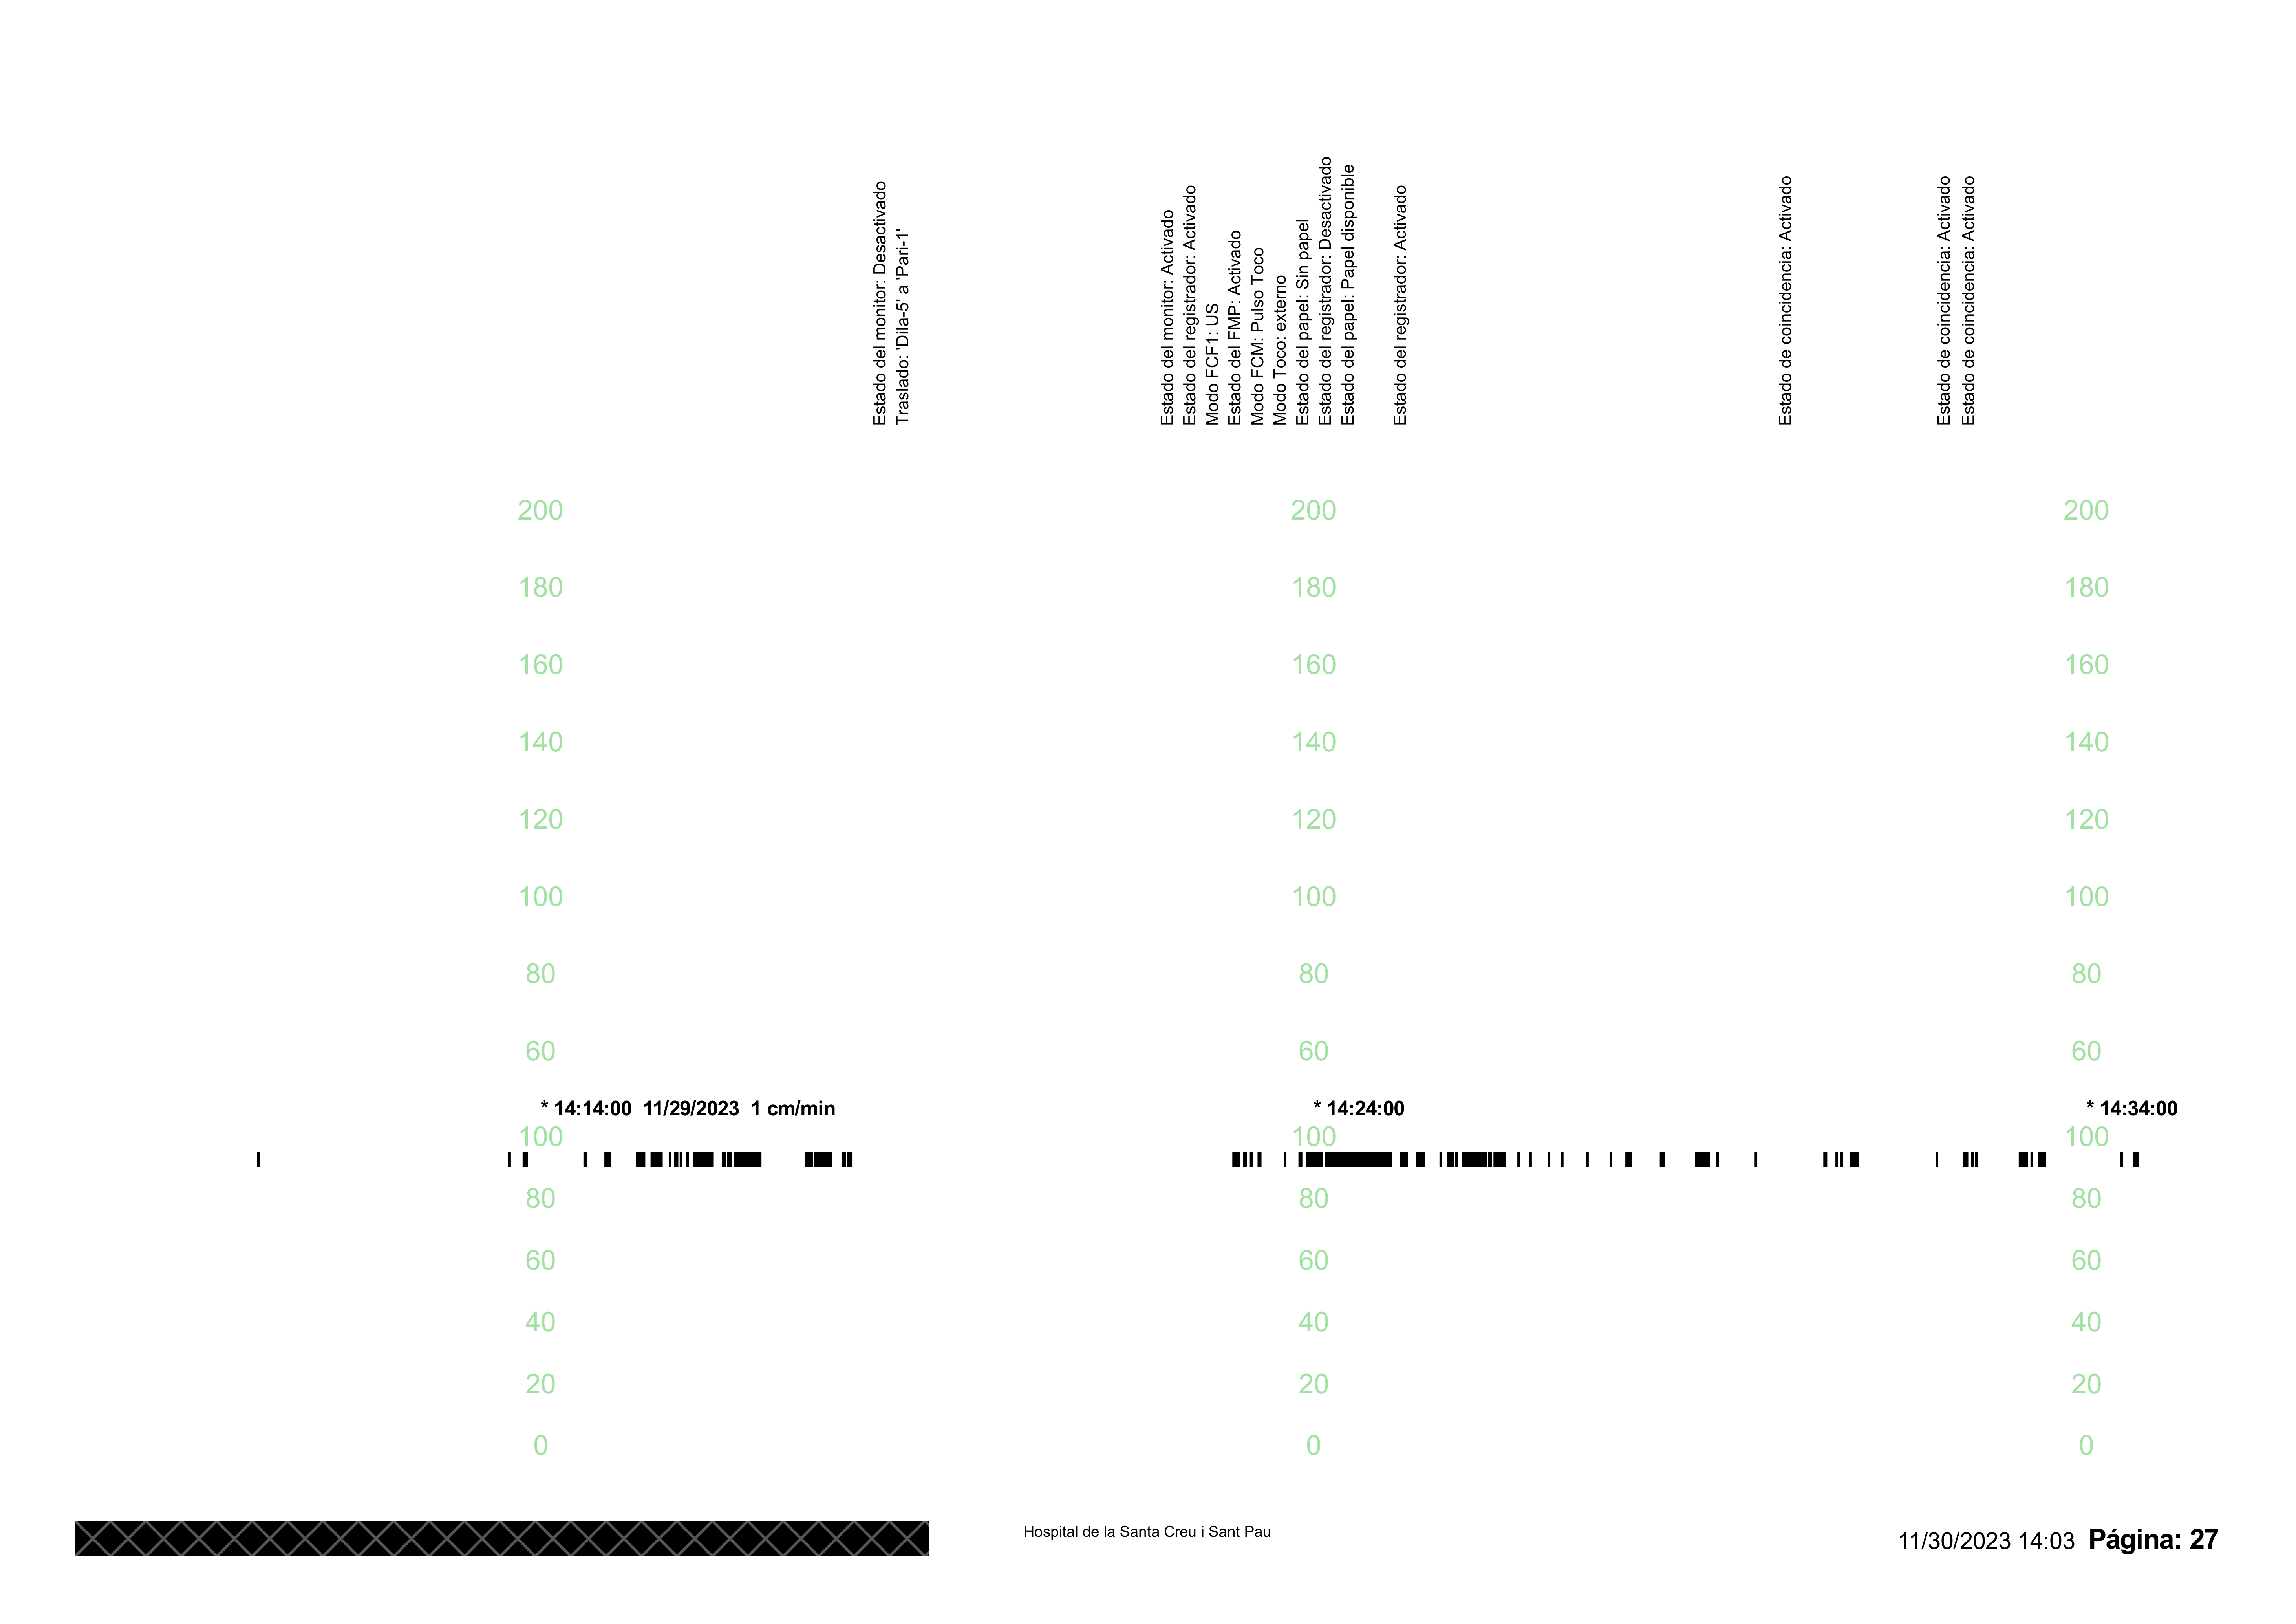 Estado del monitor: Desactivado
Traslado: 'Dila-5' a 'Pari-1'
Estado del monitor: Activado
Estado del registrador: Activado
Modo FCF1: US
Estado del FMP: Activado
Modo FCM: Pulso Toco
Modo Toco: externo
Estado del papel: Sin papel
Estado del registrador: Desactivado
Estado del papel: Papel disponible
Estado del registrador: Activado
Estado de coincidencia: Activado
Estado de coincidencia: Activado
Estado de coincidencia: Activado
200 200 200
180 180 180
160 160 160
140 140 140
120 120 120
100 100 100
80 80 80
60 60 60
* 14:14:00 11/29/2023 1 cm/min * 14:24:00 * 14:34:00
100 100 100
80 80 80
60 60 60
40 40 40
20 20 20
0 0 0
Hospital de la Santa Creu i Sant Pau
11/30/2023 14:03 Página: 27